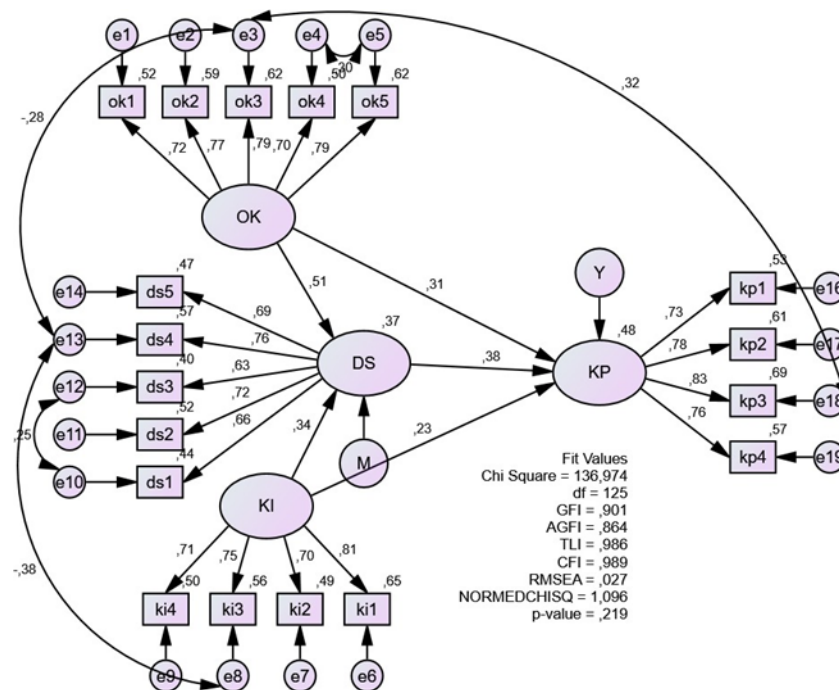 e1 e2 e3 e4 e5
,52 ,59 ,62 ,50 ,30 ,62
ok1 ok2 ok3 ok4 ok5
,32
-,28
,72 ,77 ,79 ,70 ,79
OK
,51 ,31
Y
e14 ds5 ,47
,69
e13 ds4 ,57
,76
e12 ds3 ,40
,63
e11 ds2 ,52
,72
,25
e10 ds1 ,44
,66
DS ,37
,38
M
,34 ,23
KP ,48
,73 kp1 ,53 e16
,78 kp2 ,61 e17
,83 kp3 ,69 e18
,76 kp4 ,57 e19
KI
-,38
,71 ,75 ,70 ,81
,50 ,56 ,49 ,65
ki4 ki3 ki2 ki1
e9 e8 e7 e6
Fit Values
Chi Square = 136,974
df = 125
GFI = ,901
AGFI = ,864
TLI = ,986
CFI = ,989
RMSEA = ,027
NORMEDCHISQ = 1,096
p-value = ,219